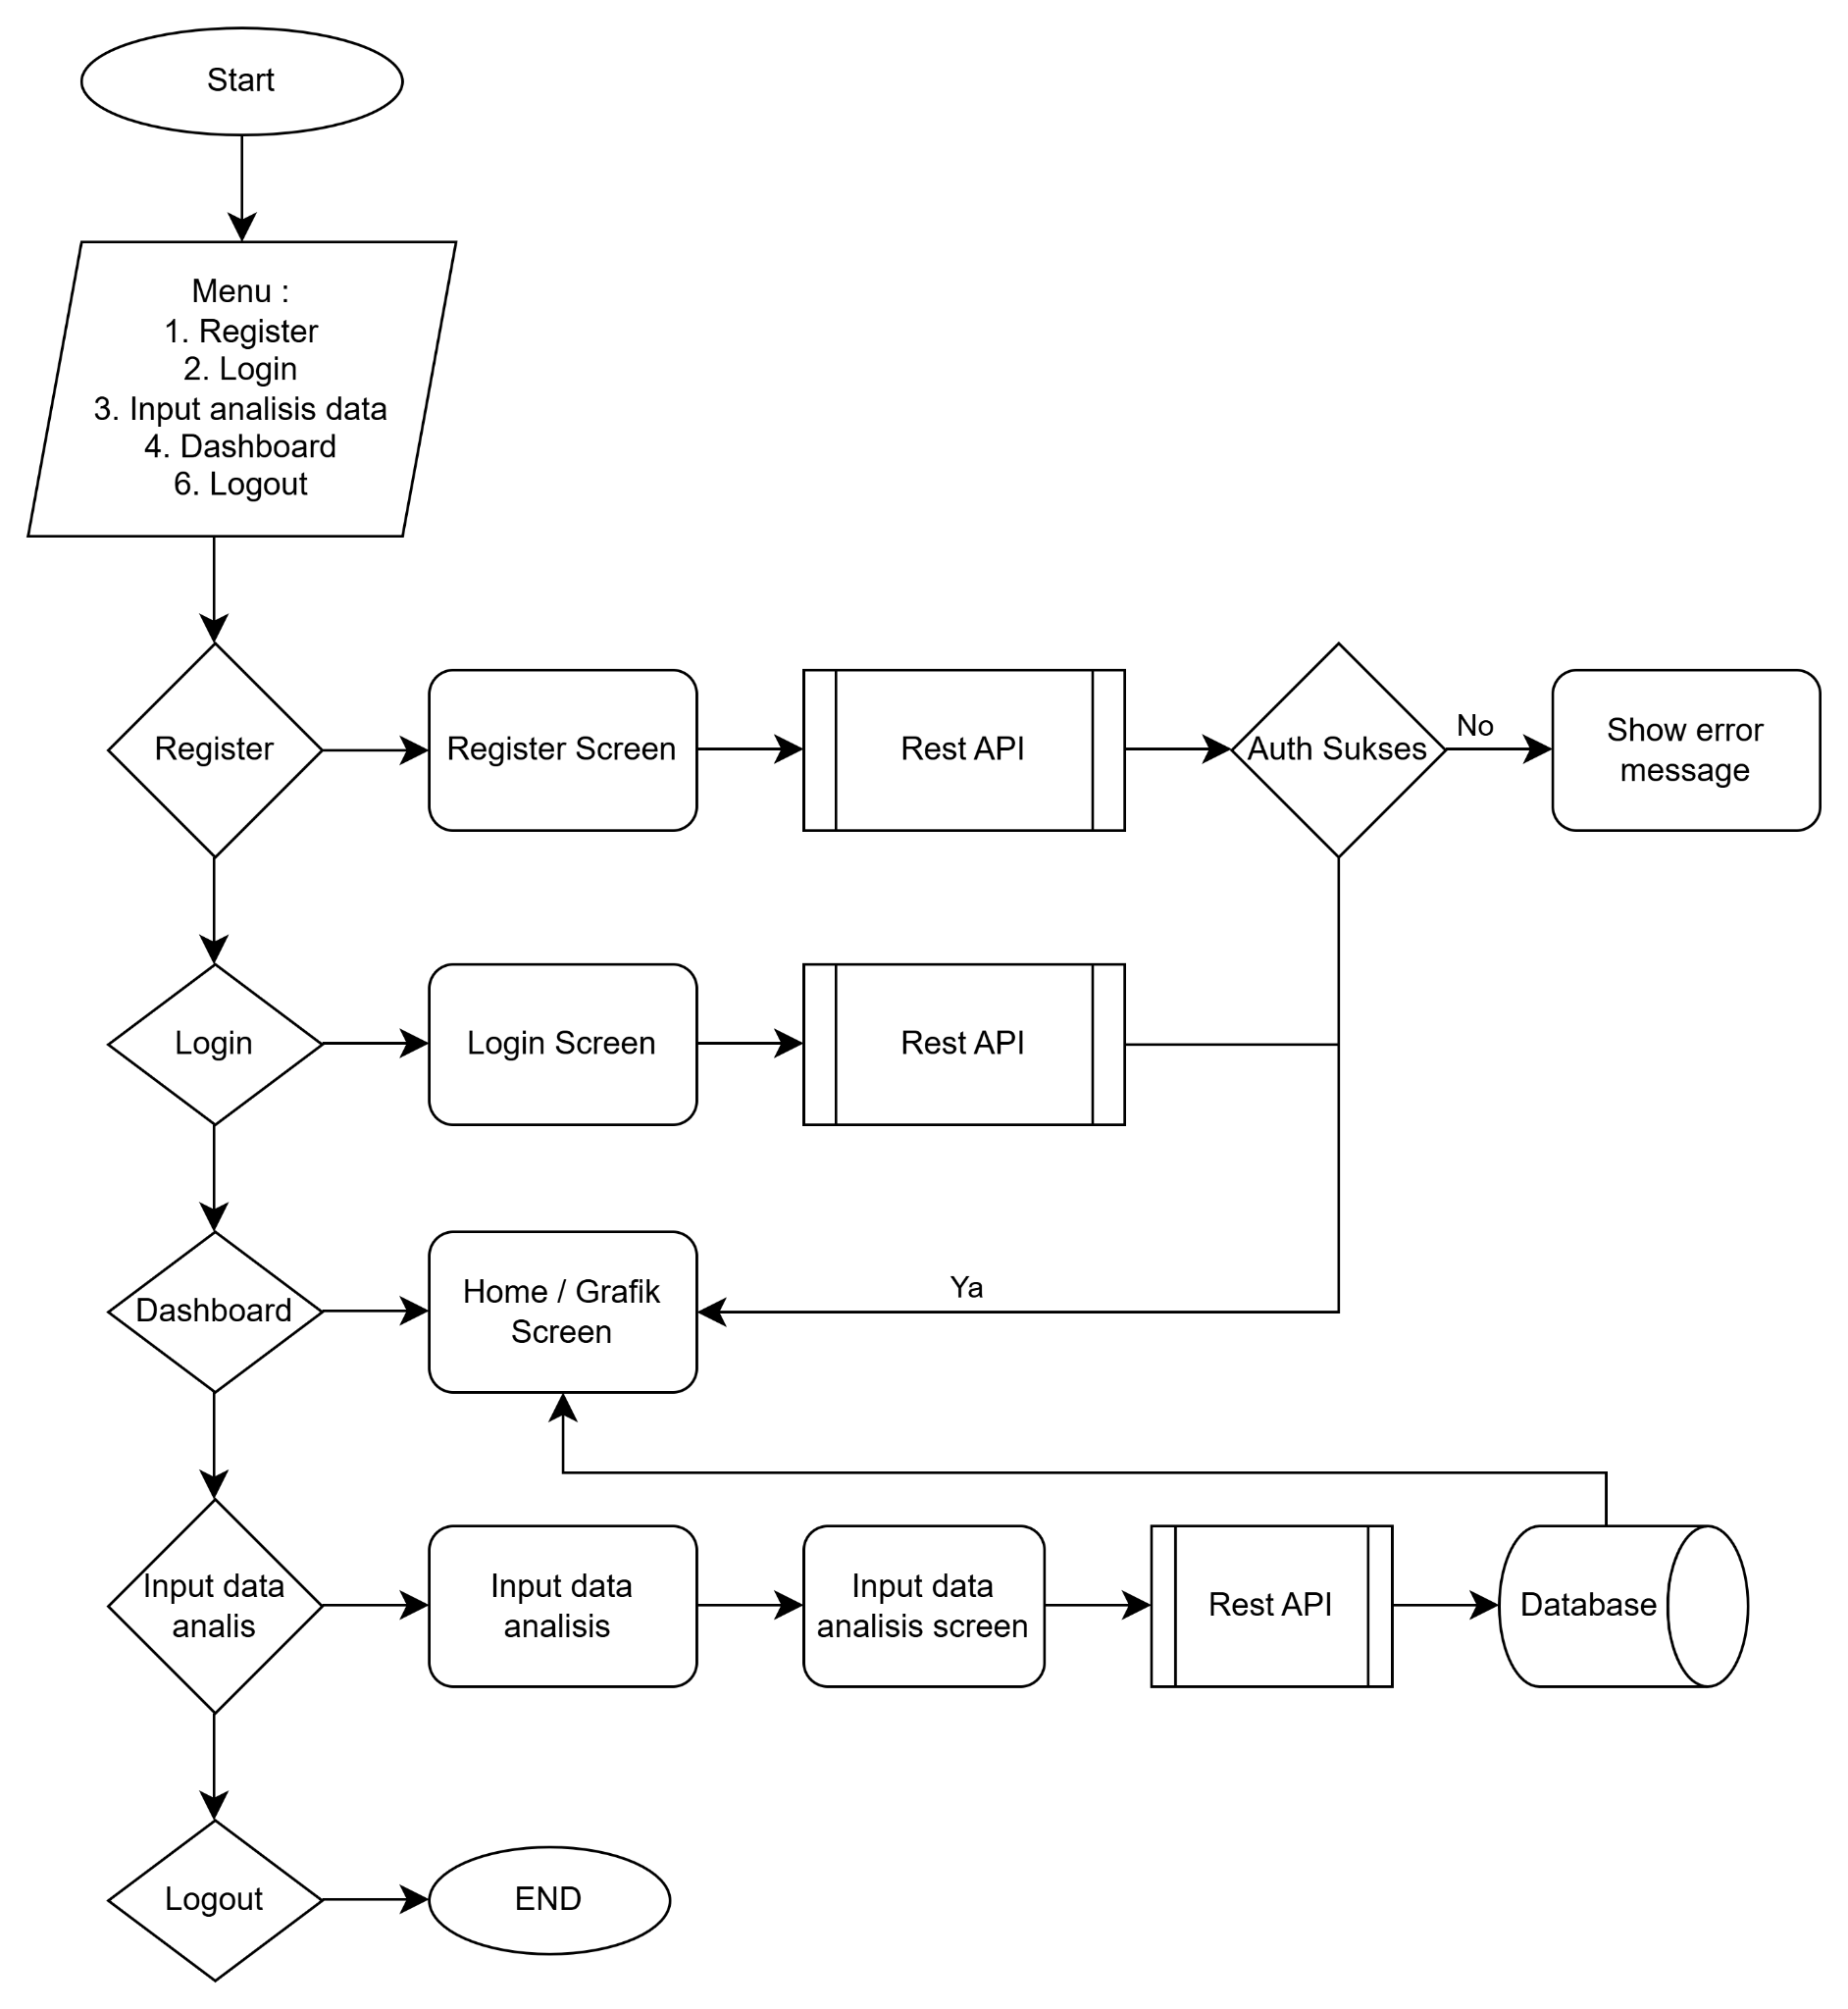 Start
Menu :
1. Register
2. Login
3. Input analisis data
4. Dashboard
6. Logout
Register
Register Screen
Rest API
Auth Sukses
No
Show error
message
Login
Login Screen
Rest API
Dashboard
Home / Grafik
Screen
Ya
Input data
analis
Input data
analisis
Input data
analisis screen
Rest API
Database
Logout
END